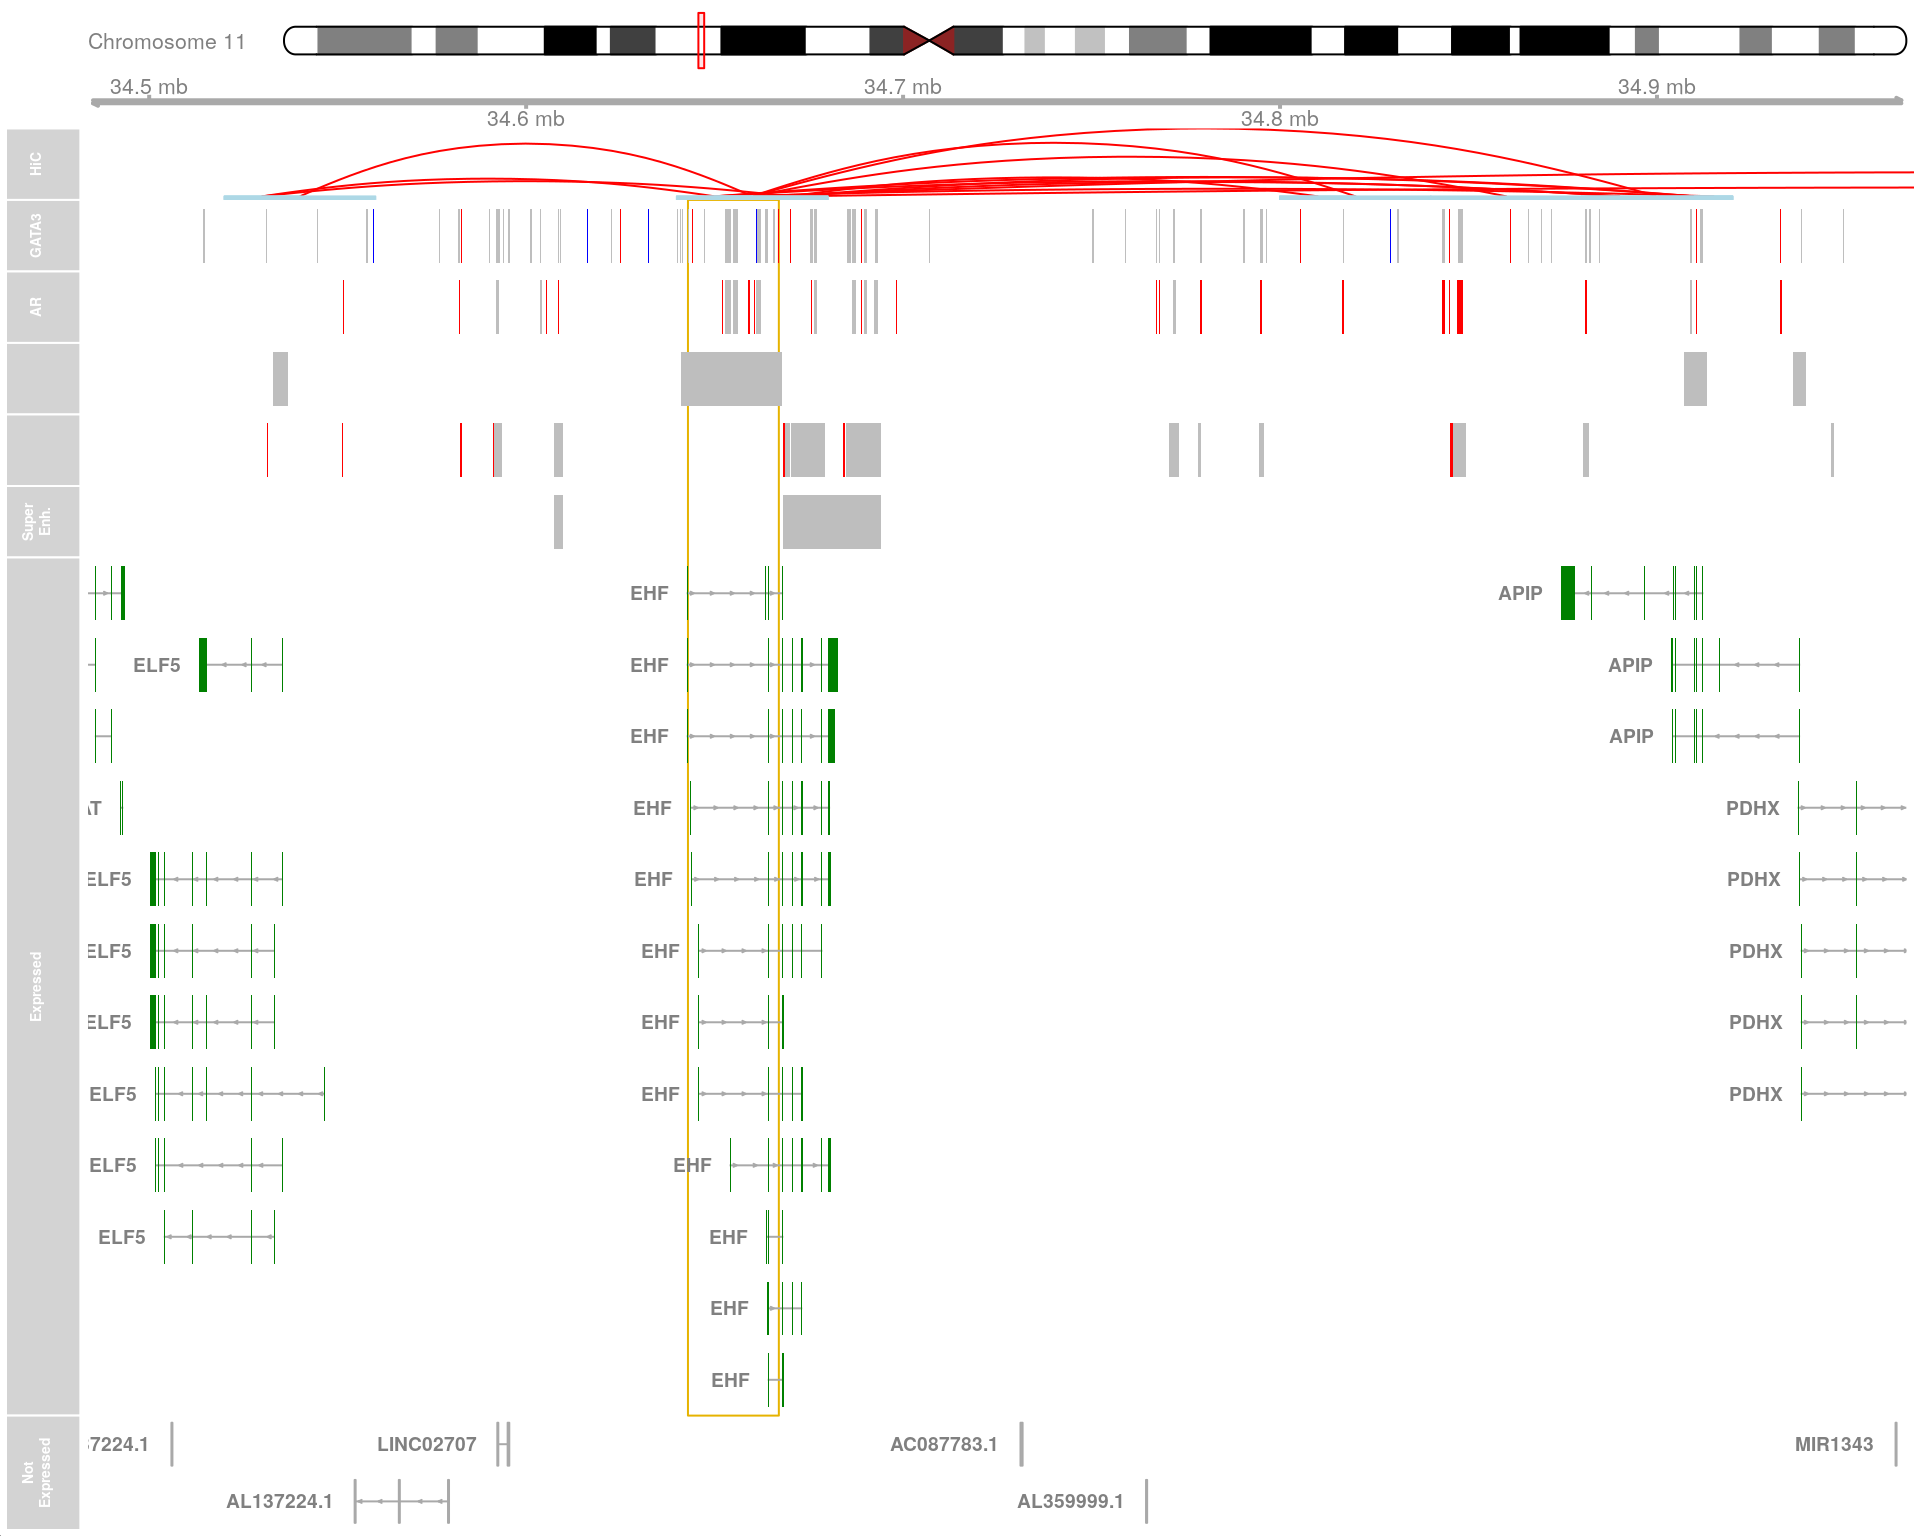 Chromosome 11
34.5 mb
34.7 mb
34.9 mb
34.6 mb
34.8 mb
HiC
GATA3
AR
Super
Enh.
Expressed
EHF
APIP
ELF5
EHF
APIP
EHF
APIP
AT
EHF
PDHX
ELF5
EHF
PDHX
ELF5
EHF
PDHX
ELF5
EHF
PDHX
ELF5
EHF
PDHX
ELF5
EHF
ELF5
EHF
EHF
EHF
Not
Expressed
37224.1
LINC02707
AC087783.1
MIR1343
AL137224.1
AL359999.1